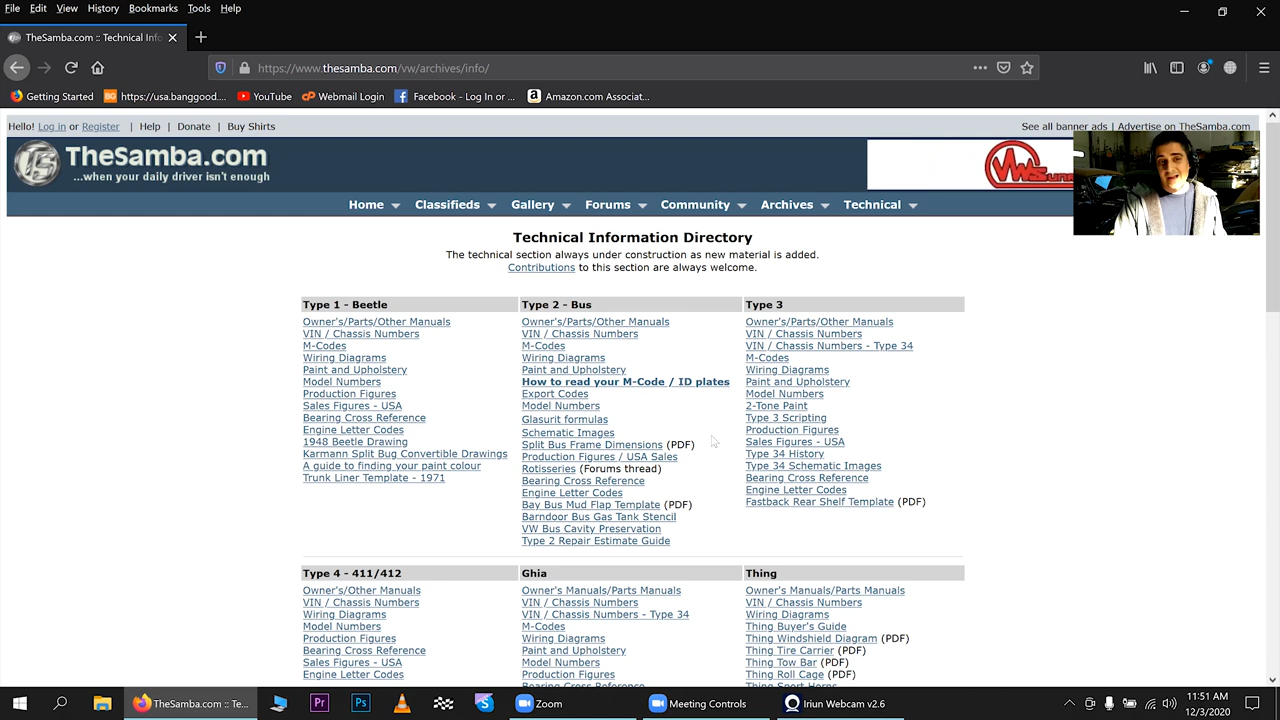 File Edit View History Bookmarks Tools Help
TheSamba.com :: Technical Info
https://www.thesamba.com/vw/archives/info/
Getting Started https://usa.banggood.... YouTube Webmail Login Facebook - Log In or ... Amazon.com Associat...
Hello! Log in or Register | Help | Donate | Buy Shirts See all banner ads | Advertise on TheSamba.com
TheSamba.com
...when your daily driver isn't enough
Home Classifieds Gallery Forums Community Archives Technical
Technical Information Directory
The technical section always under construction as new material is added.
Contributions to this section are always welcome.
Type 1 - Beetle
Owner's/Parts/Other Manuals
VIN / Chassis Numbers
M-Codes
Wiring Diagrams
Paint and Upholstery
Model Numbers
Production Figures
Sales Figures - USA
Bearing Cross Reference
Engine Letter Codes
1948 Beetle Drawing
Karmann Split Bug Convertible Drawings
A guide to finding your paint colour
Trunk Liner Template - 1971
Type 2 - Bus
Owner's/Parts/Other Manuals
VIN / Chassis Numbers
M-Codes
Wiring Diagrams
Paint and Upholstery
How to read your M-Code / ID plates
Export Codes
Model Numbers
Glasurit formulas
Schematic Images
Split Bus Frame Dimensions (PDF)
Production Figures / USA Sales
Rotisseries (Forums thread)
Bearing Cross Reference
Engine Letter Codes
Bay Bus Mud Flap Template (PDF)
Barndoor Bus Gas Tank Stencil
VW Bus Cavity Preservation
Type 2 Repair Estimate Guide
Type 3
Owner's/Parts/Other Manuals
VIN / Chassis Numbers
VIN / Chassis Numbers - Type 34
M-Codes
Wiring Diagrams
Paint and Upholstery
Model Numbers
2-Tone Paint
Type 3 Scripting
Production Figures
Sales Figures - USA
Type 34 History
Type 34 Schematic Images
Bearing Cross Reference
Engine Letter Codes
Fastback Rear Shelf Template (PDF)
Type 4 - 411/412
Owner's/Other Manuals
VIN / Chassis Numbers
Wiring Diagrams
Model Numbers
Production Figures
Bearing Cross Reference
Sales Figures - USA
Engine Letter Codes
Ghia
Owner's Manuals/Parts Manuals
VIN / Chassis Numbers
VIN / Chassis Numbers - Type 34
M-Codes
Wiring Diagrams
Paint and Upholstery
Model Numbers
Production Figures
Bearing Cross Reference
Thing
Owner's Manuals/Parts Manuals
VIN / Chassis Numbers
Wiring Diagrams
Thing Buyer's Guide
Thing Windshield Diagram (PDF)
Thing Tire Carrier (PDF)
Thing Tow Bar (PDF)
Thing Roll Cage (PDF)
Thing Sport Horns
TheSamba.com :: Te... Pr Ps Zoom Meeting Controls Iriun Webcam v2.6
11:51 AM
12/3/2020